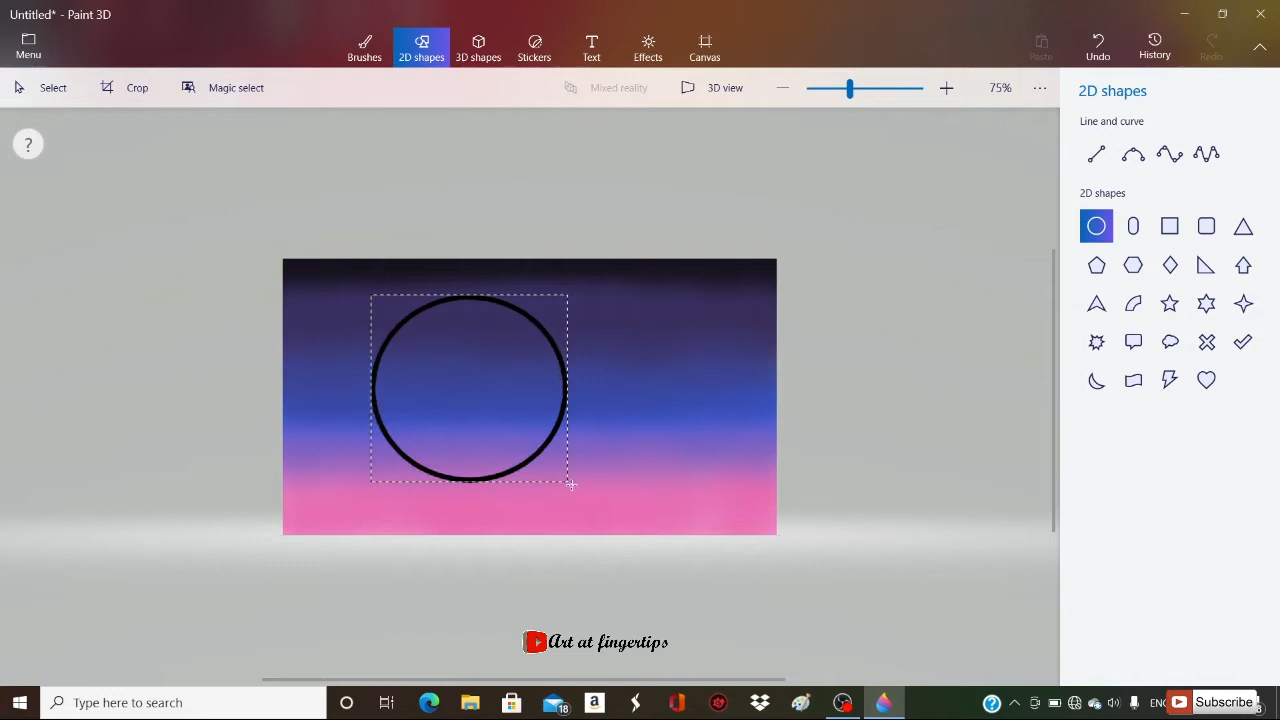 Untitled* - Paint 3D
Menu
Brushes
2D shapes
3D shapes
Stickers
Text
Effects
Canvas
Paste
Undo
History
Redo
Select
Crop
Magic select
Mixed reality
3D view
75%
2D shapes
Line and curve
2D shapes
?
Art at fingertips
Type here to search
18
ENG
Subscribe